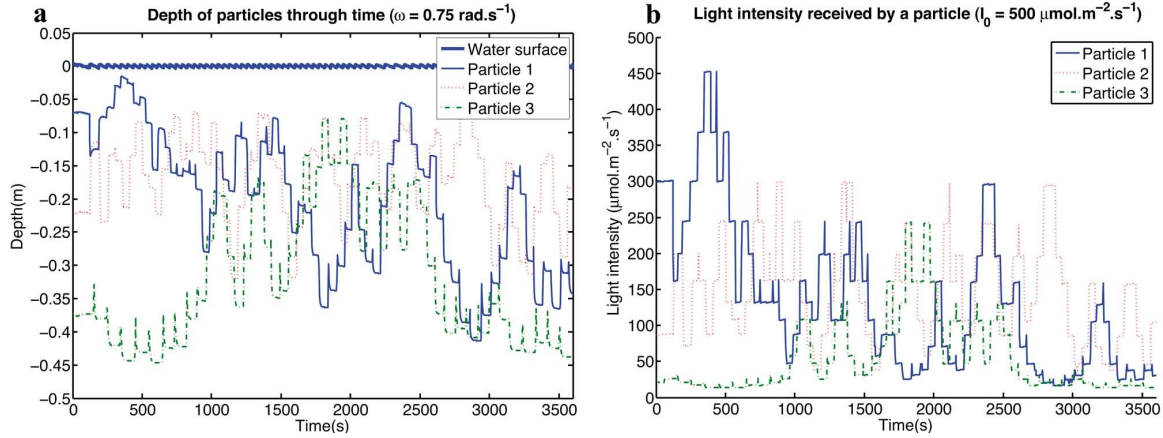 a
Depth of particles through time (ω = 0.75 rad.s⁻¹)
0.05
0
−0.05
−0.1
−0.15
−0.2
−0.25
−0.3
−0.35
−0.4
−0.45
−0.5
Depth(m)
Water surface
Particle 1
Particle 2
Particle 3
0 500 1000 1500 2000 2500 3000 3500
Time(s)
b
Light intensity received by a particle (I₀ = 500 μmol.m⁻².s⁻¹)
500
450
400
350
300
250
200
150
100
50
0
Light intensity (μmol.m⁻².s⁻¹)
Particle 1
Particle 2
Particle 3
0 500 1000 1500 2000 2500 3000 3500
Time(s)